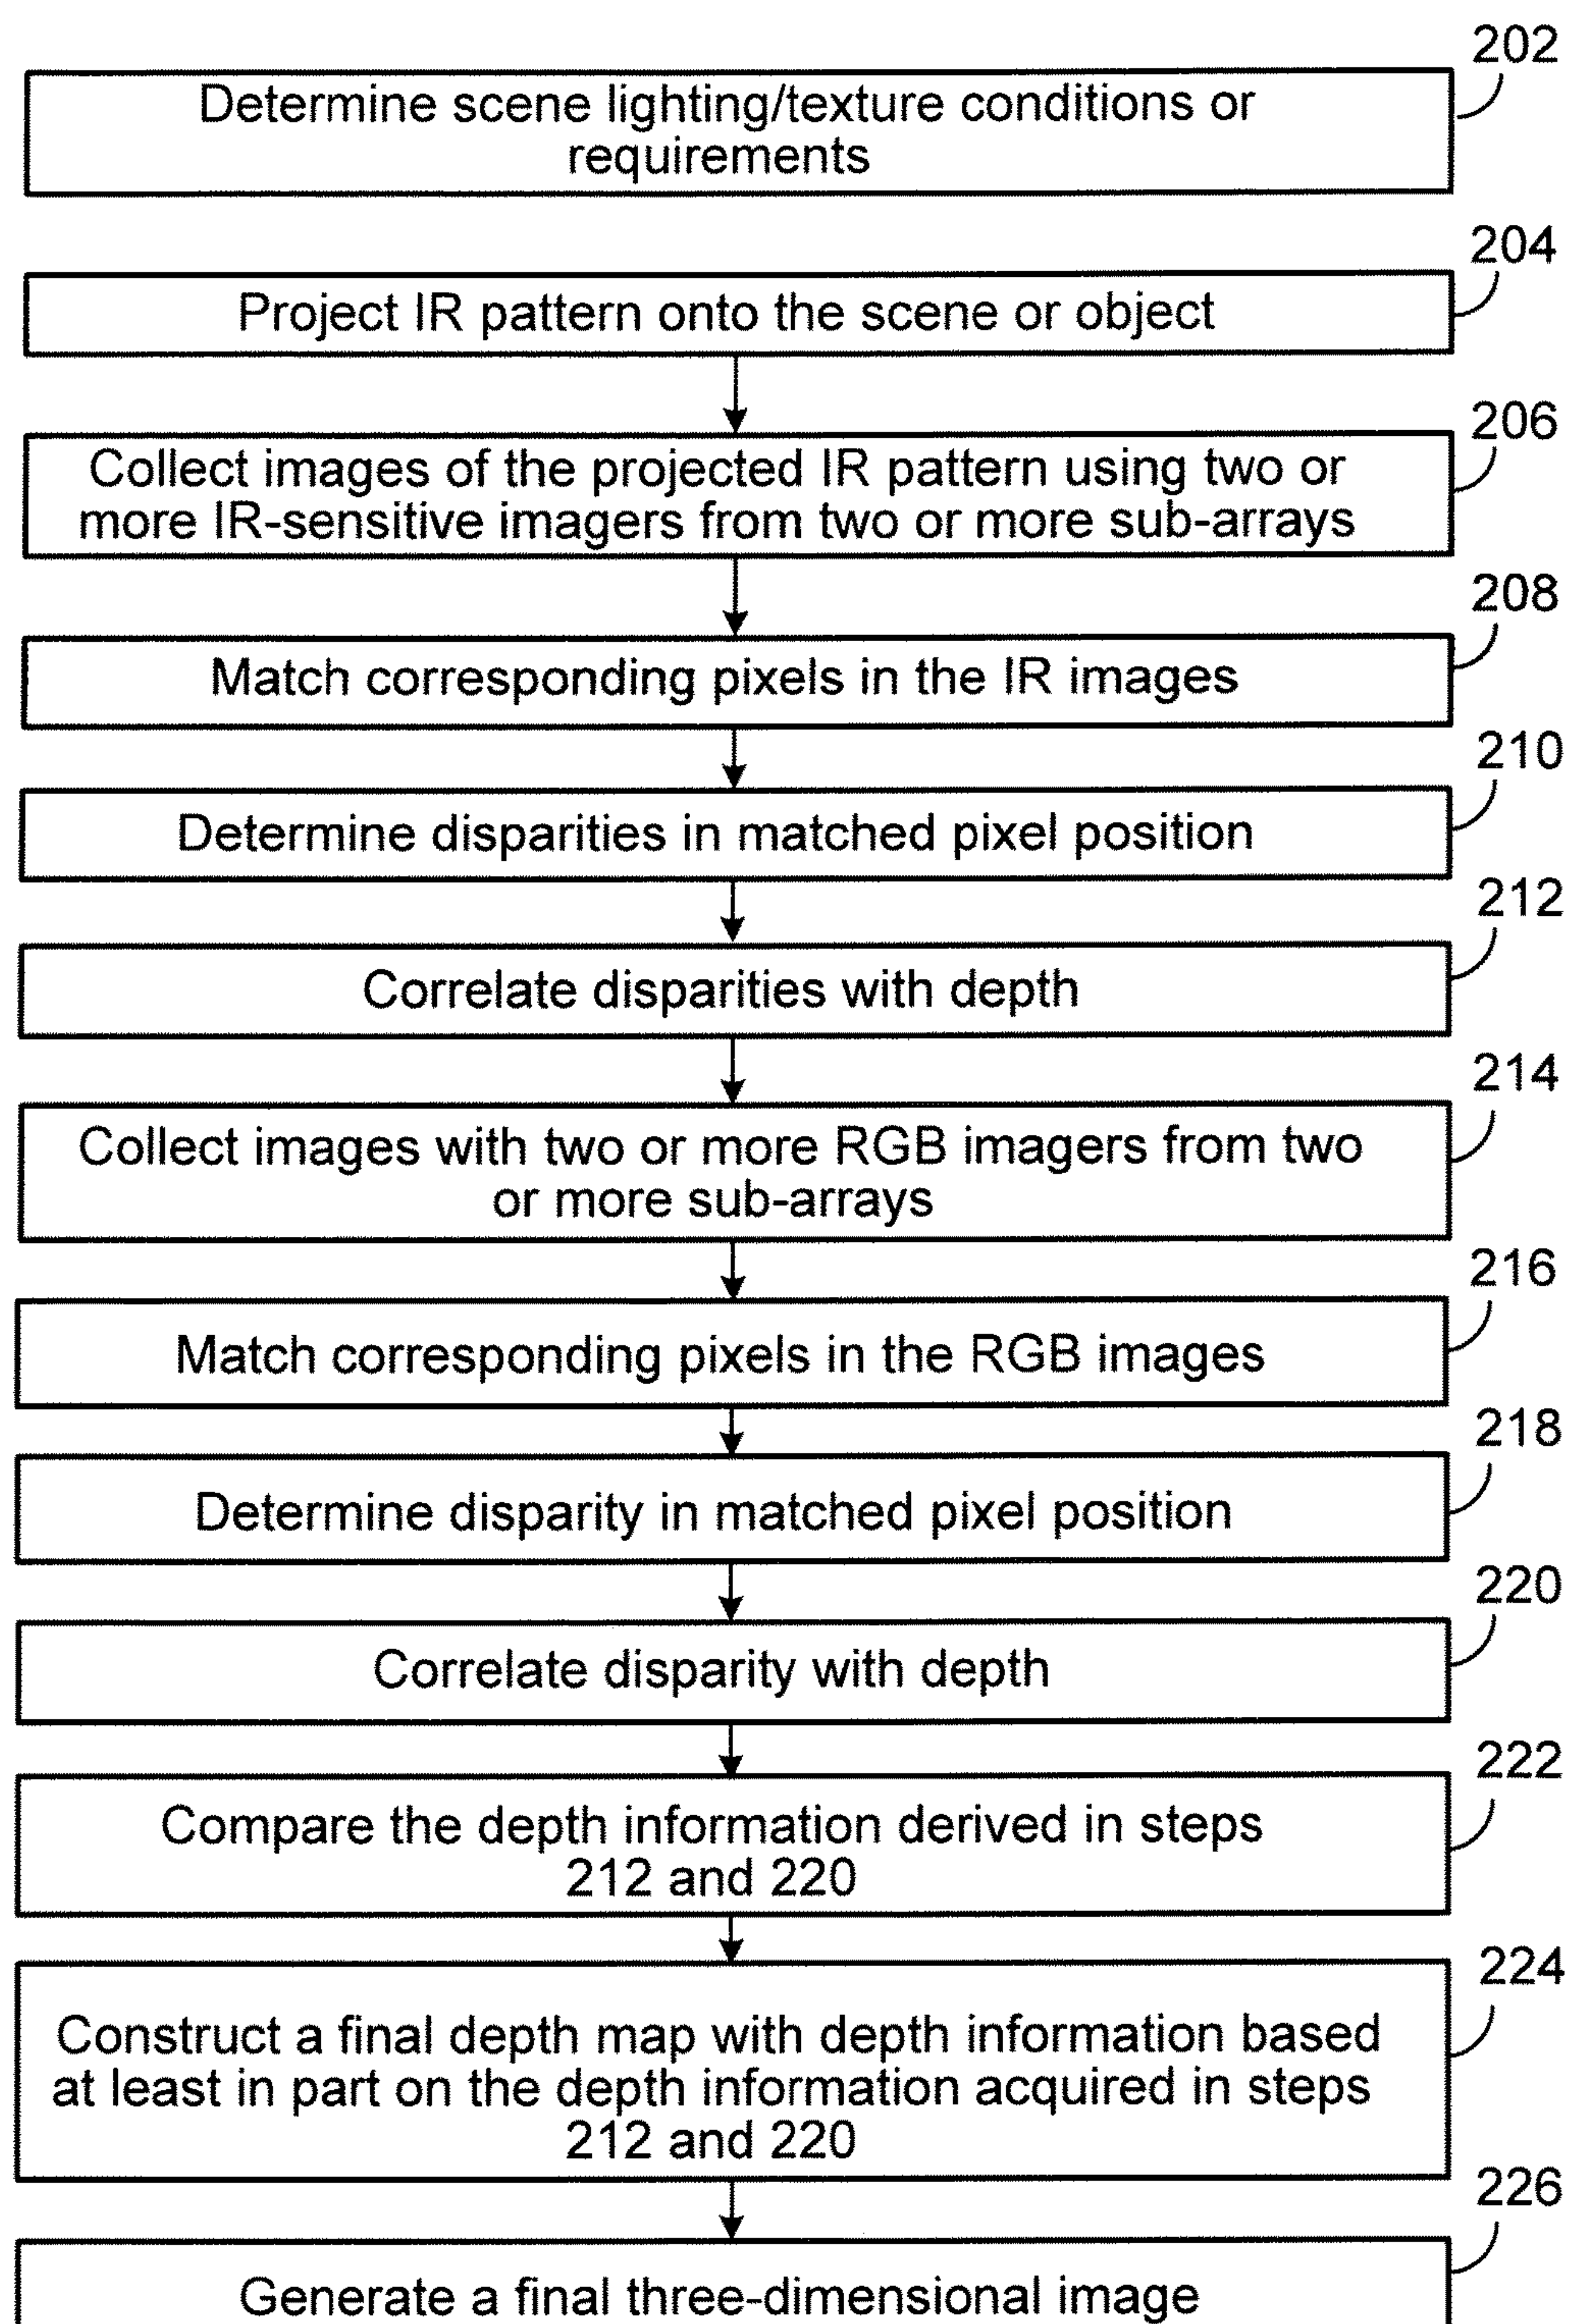 202
Determine scene lighting/texture conditions or
requirements
204
Project IR pattern onto the scene or object
206
Collect images of the projected IR pattern using two or
more IR-sensitive imagers from two or more sub-arrays
208
Match corresponding pixels in the IR images
210
Determine disparities in matched pixel position
212
Correlate disparities with depth
214
Collect images with two or more RGB imagers from two
or more sub-arrays
216
Match corresponding pixels in the RGB images
218
Determine disparity in matched pixel position
220
Correlate disparity with depth
222
Compare the depth information derived in steps
212 and 220
224
Construct a final depth map with depth information based
at least in part on the depth information acquired in steps
212 and 220
226
Generate a final three-dimensional image